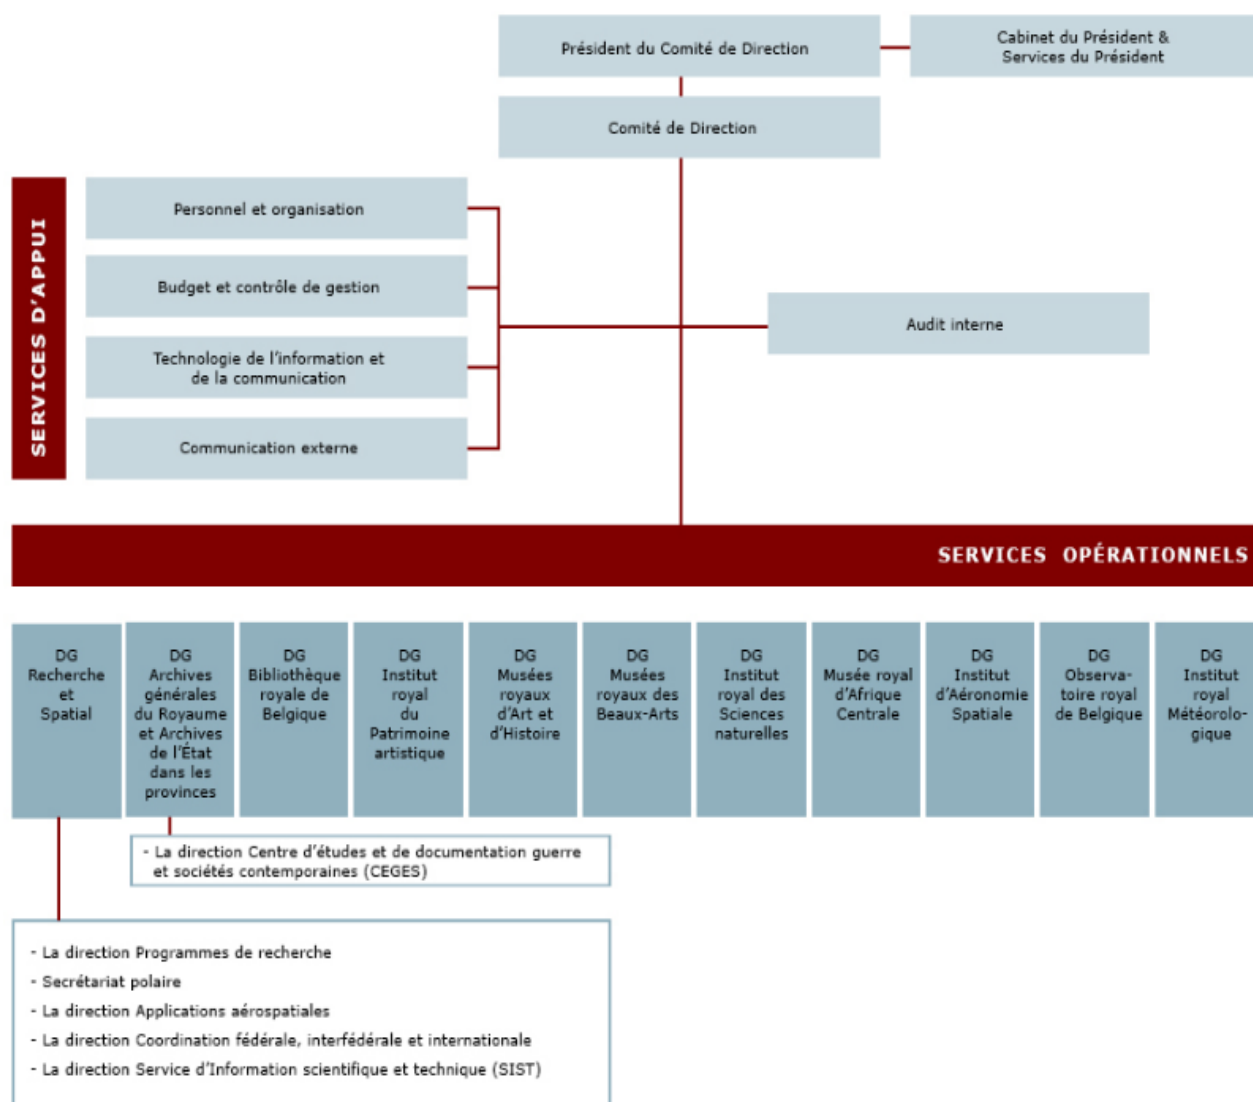 Président du Comité de Direction
Cabinet du Président &
Services du Président
Comité de Direction
SERVICES D'APPUI
Personnel et organisation
Budget et contrôle de gestion
Technologie de l'information et
de la communication
Communication externe
Audit interne
SERVICES OPÉRATIONNELS
DG
Recherche
et
Spatial
DG
Archives
générales
du Royaume
et Archives
de l'État
dans les
provinces
DG
Bibliothèque
royale de
Belgique
DG
Institut
royal
du
Patrimoine
artistique
DG
Musées
royaux
d'Art et
d'Histoire
DG
Musées
royaux des
Beaux-Arts
DG
Institut
royal des
Sciences
naturelles
DG
Musée royal
d'Afrique
Centrale
DG
Institut
d'Aéronomie
Spatiale
DG
Observa-
toire royal
de Belgique
DG
Institut
royal
Météorolo-
gique
- La direction Centre d'études et de documentation guerre
et sociétés contemporaines (CEGES)
- La direction Programmes de recherche
- Secrétariat polaire
- La direction Applications aérospatiales
- La direction Coordination fédérale, interfédérale et internationale
- La direction Service d'Information scientifique et technique (SIST)